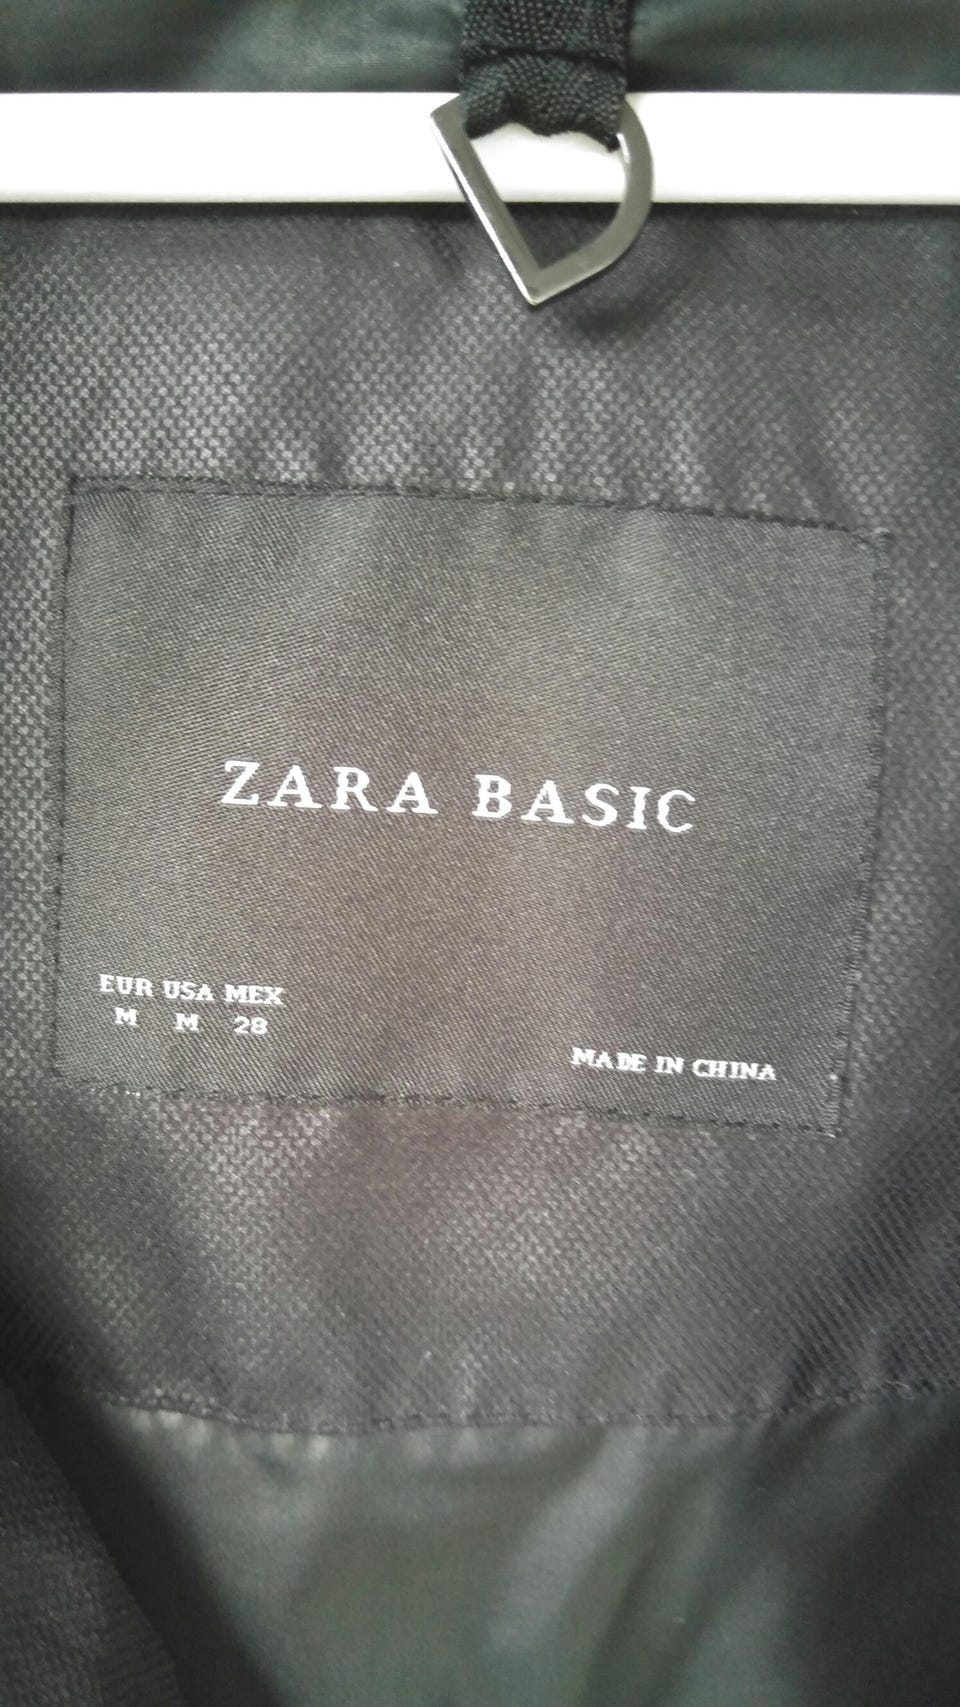 ZARA BASIC
EUR USA MEX
M M 28
MADE IN CHINA